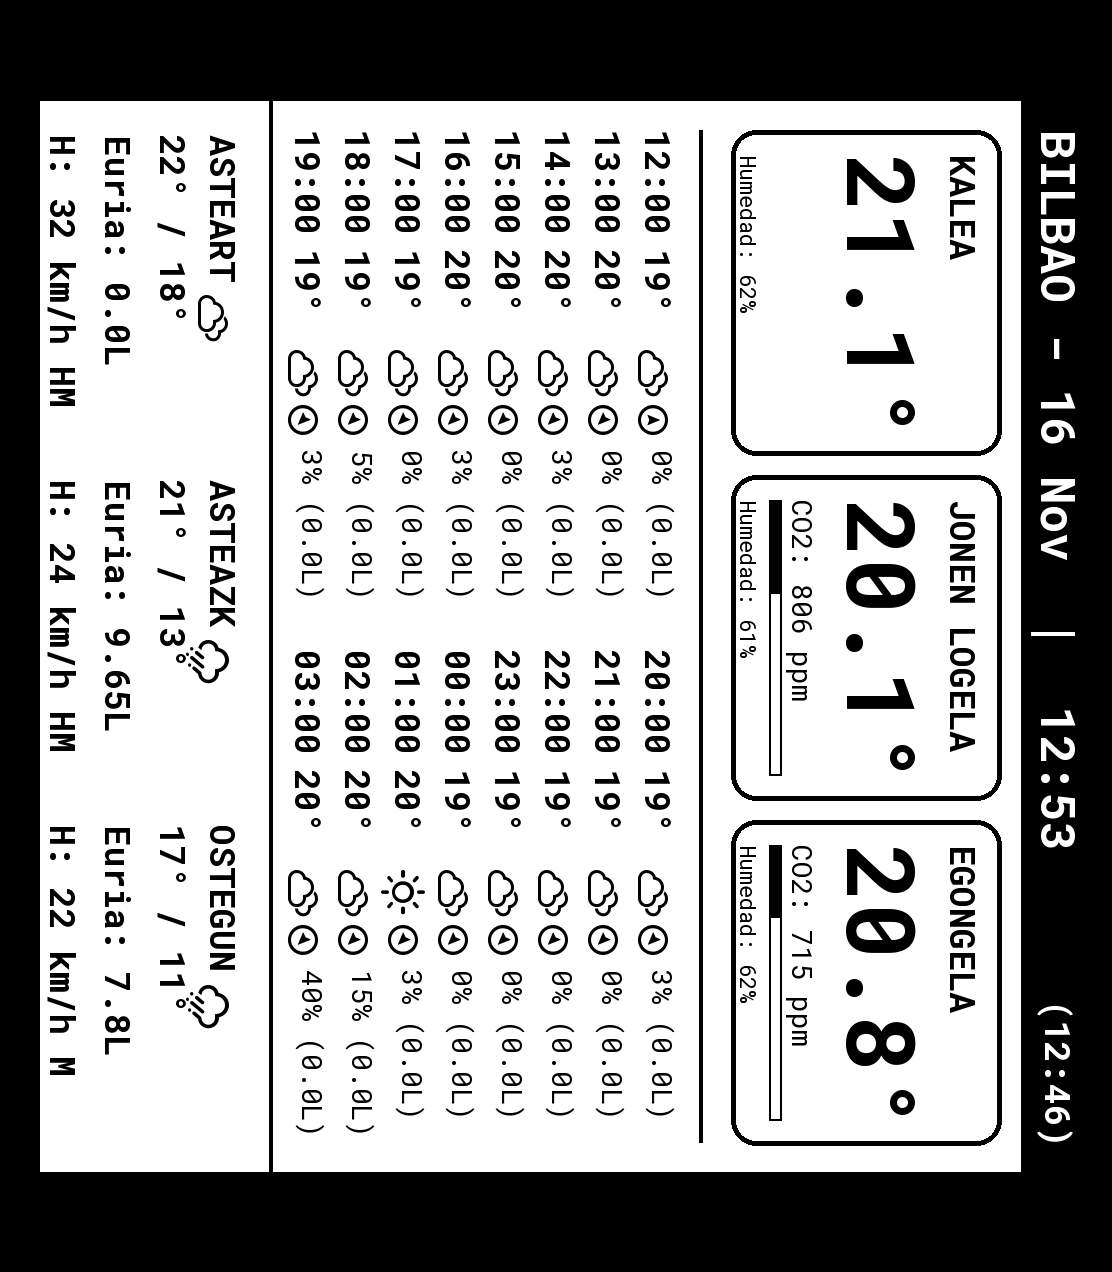 BILBAO - 16 Nov | 12:53 (12:46)
KALEA
21.1°
Humedad: 62%
JONEN LOGELA
20.1°
CO2: 806 ppm
Humedad: 61%
EGONGELA
20.8°
CO2: 715 ppm
Humedad: 62%
12:00 19° 0% (0.0L)
13:00 20° 0% (0.0L)
14:00 20° 3% (0.0L)
15:00 20° 0% (0.0L)
16:00 20° 3% (0.0L)
17:00 19° 0% (0.0L)
18:00 19° 5% (0.0L)
19:00 19° 3% (0.0L)
20:00 19° 3% (0.0L)
21:00 19° 0% (0.0L)
22:00 19° 0% (0.0L)
23:00 19° 0% (0.0L)
00:00 19° 0% (0.0L)
01:00 20° 3% (0.0L)
02:00 20° 15% (0.0L)
03:00 20° 40% (0.0L)
ASTEART
22° / 18°
Euria: 0.0L
H: 32 km/h HM
ASTEAZK
21° / 13°
Euria: 9.65L
H: 24 km/h HM
OSTEGUN
17° / 11°
Euria: 7.8L
H: 22 km/h M